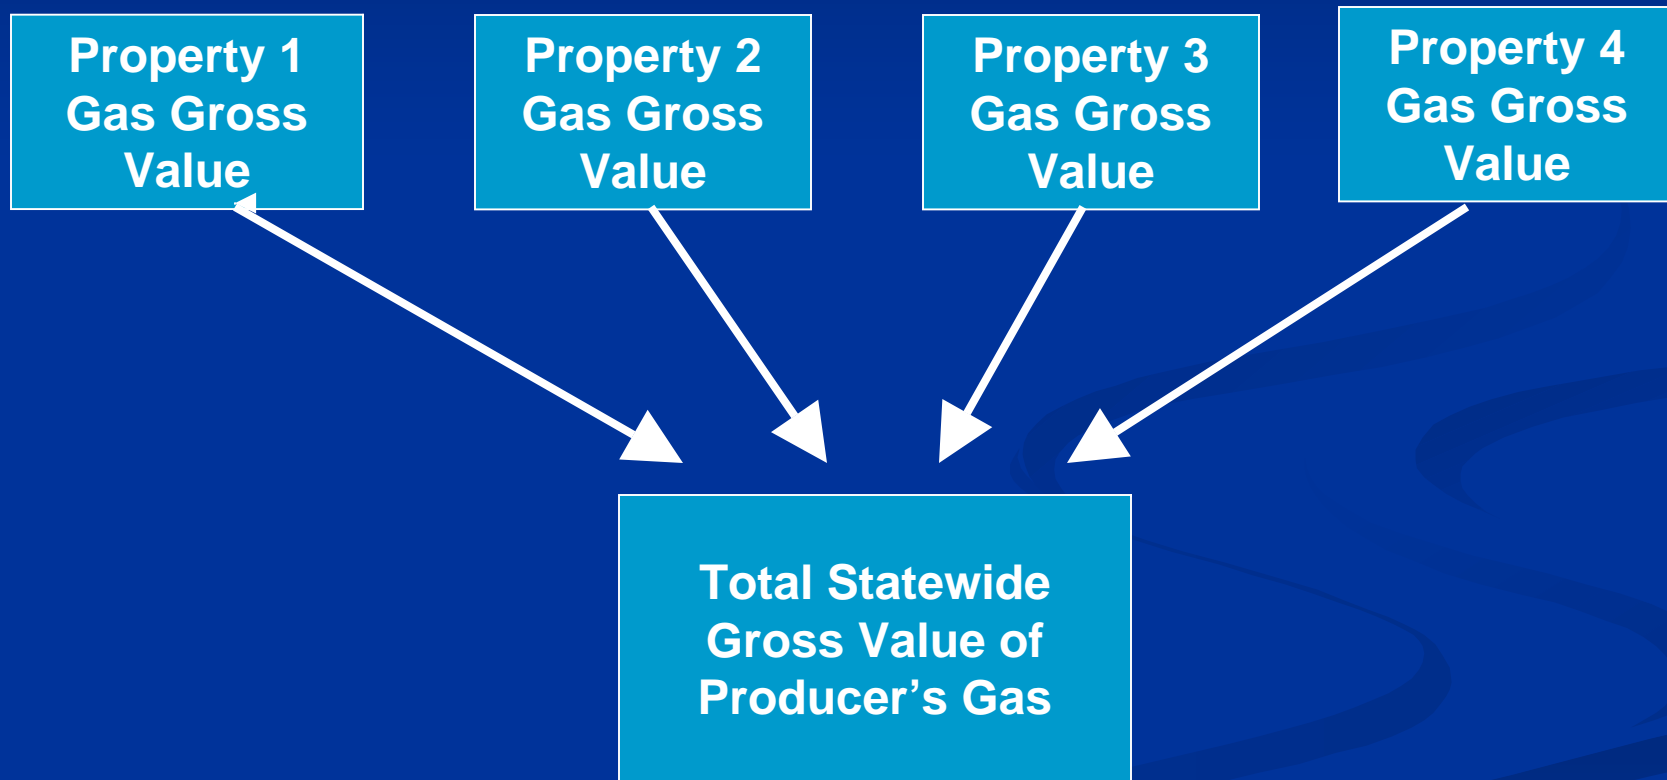 Property 1
Gas Gross
Value
Property 2
Gas Gross
Value
Property 3
Gas Gross
Value
Property 4
Gas Gross
Value
Total Statewide
Gross Value of
Producer’s Gas